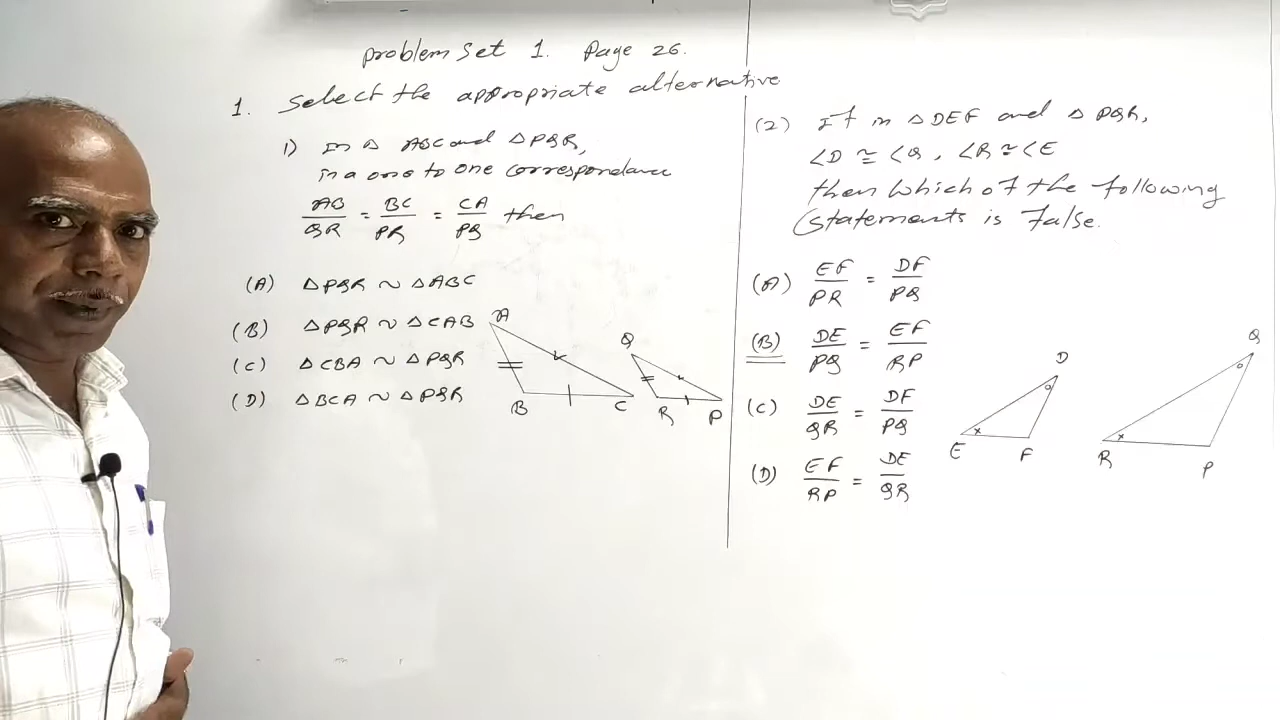 problem set 1. Page 26.
1. Select the appropriate alternative
1) In △ ABC and △PQR,
in a one to one correspondance
AB/QR = BC/PR = CA/PQ then
(A) △PQR ~ △ABC
(B) △PQR ~ △CAB
(C) △CBA ~ △PQR
(D) △BCA ~ △PQR
A
B
C
Q
R
P
(2) If in △DEF and △PQR,
∠D ≅ ∠Q, ∠R ≅ ∠E
then which of the following
statements is False.
(A) EF/PR = DF/PQ
(B) DE/PQ = EF/RP
(C) DE/QR = DF/PQ
(D) EF/RP = DE/QR
D
E
F
Q
R
P